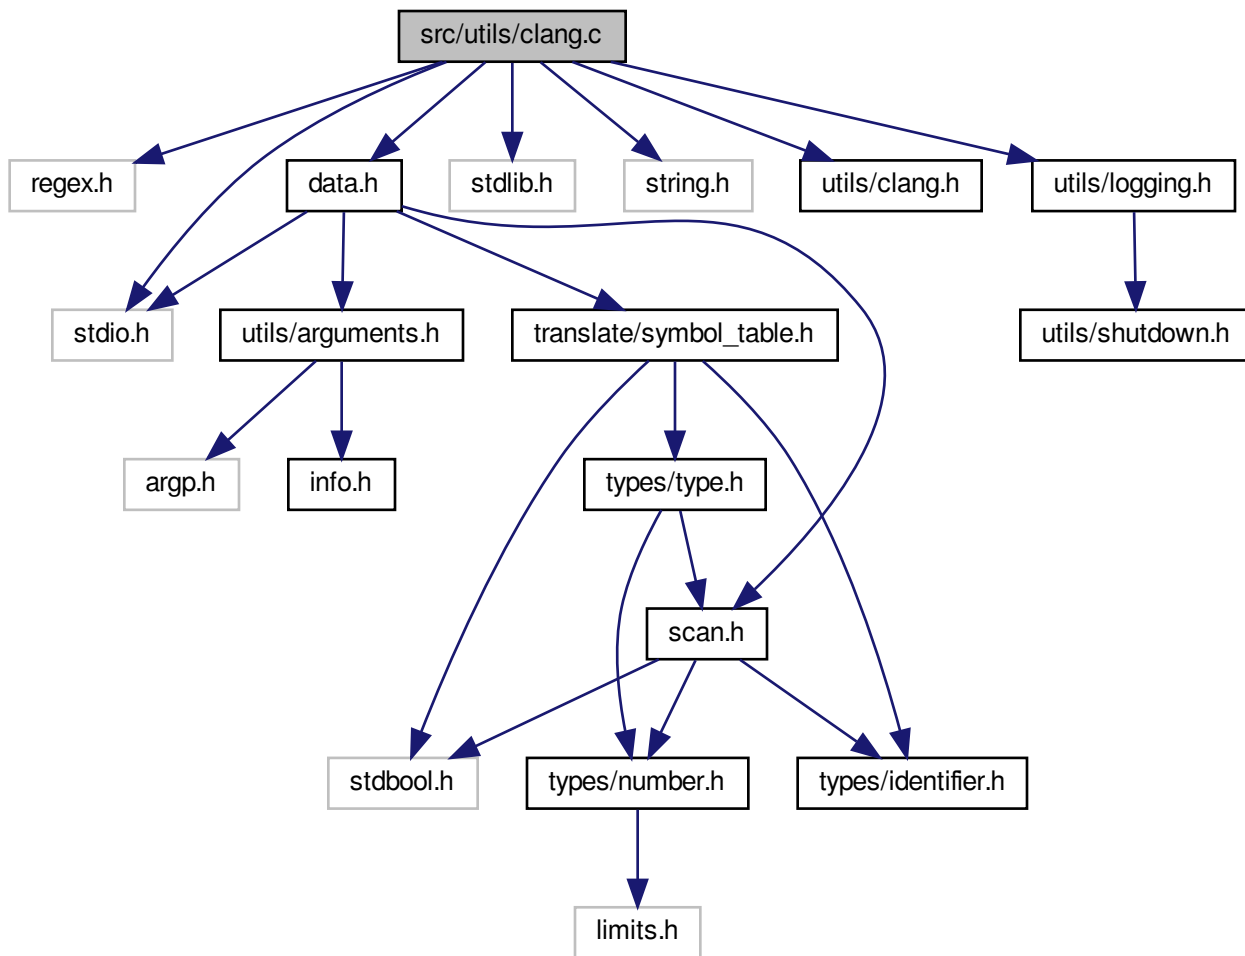 src/utils/clang.c
regex.h
data.h
stdlib.h
string.h
utils/clang.h
utils/logging.h
stdio.h
utils/arguments.h
translate/symbol_table.h
utils/shutdown.h
argp.h
info.h
types/type.h
scan.h
stdbool.h
types/number.h
types/identifier.h
limits.h